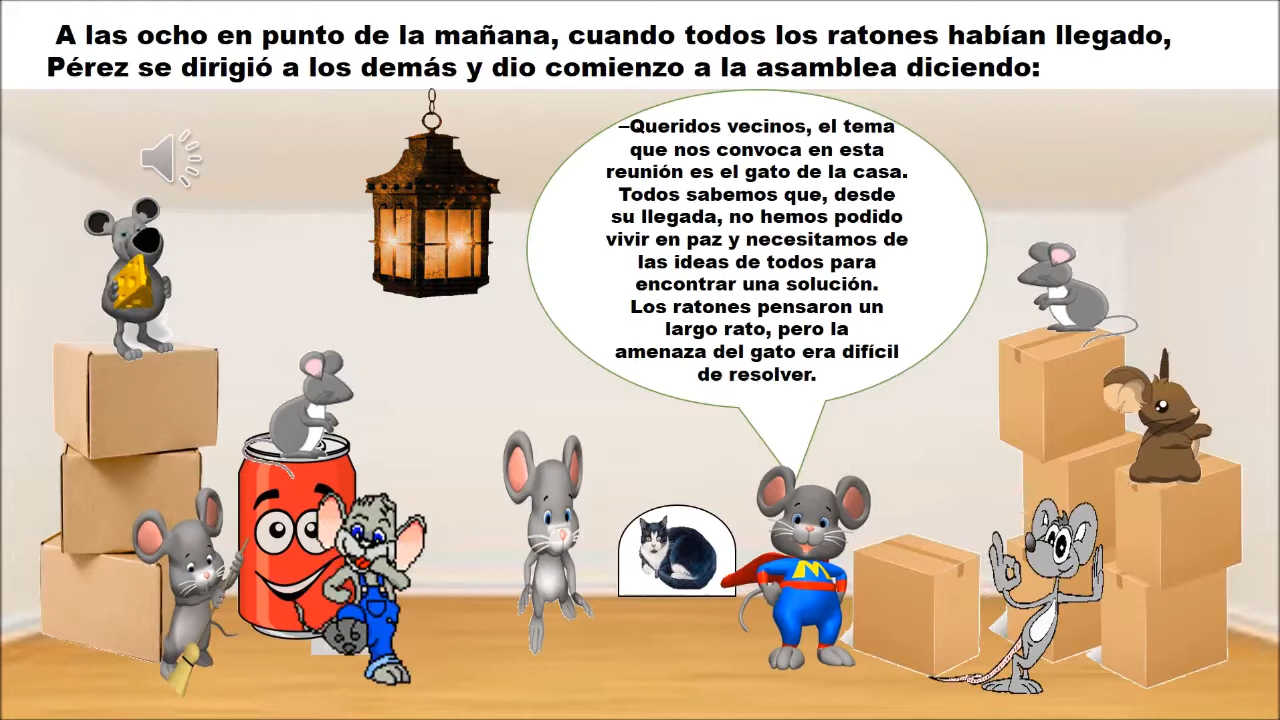 A las ocho en punto de la mañana, cuando todos los ratones habían llegado,
Pérez se dirigió a los demás y dio comienzo a la asamblea diciendo:
–Queridos vecinos, el tema
que nos convoca en esta
reunión es el gato de la casa.
Todos sabemos que, desde
su llegada, no hemos podido
vivir en paz y necesitamos de
las ideas de todos para
encontrar una solución.
Los ratones pensaron un
largo rato, pero la
amenaza del gato era difícil
de resolver.
M